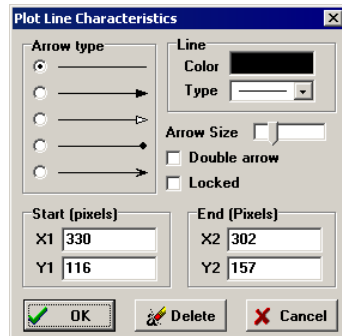 Plot Line Characteristics
Arrow type
Line
Color
Type
Arrow Size
Double arrow
Locked
Start (pixels)
X1 330
Y1 116
End (Pixels)
X2 302
Y2 157
OK
Delete
Cancel